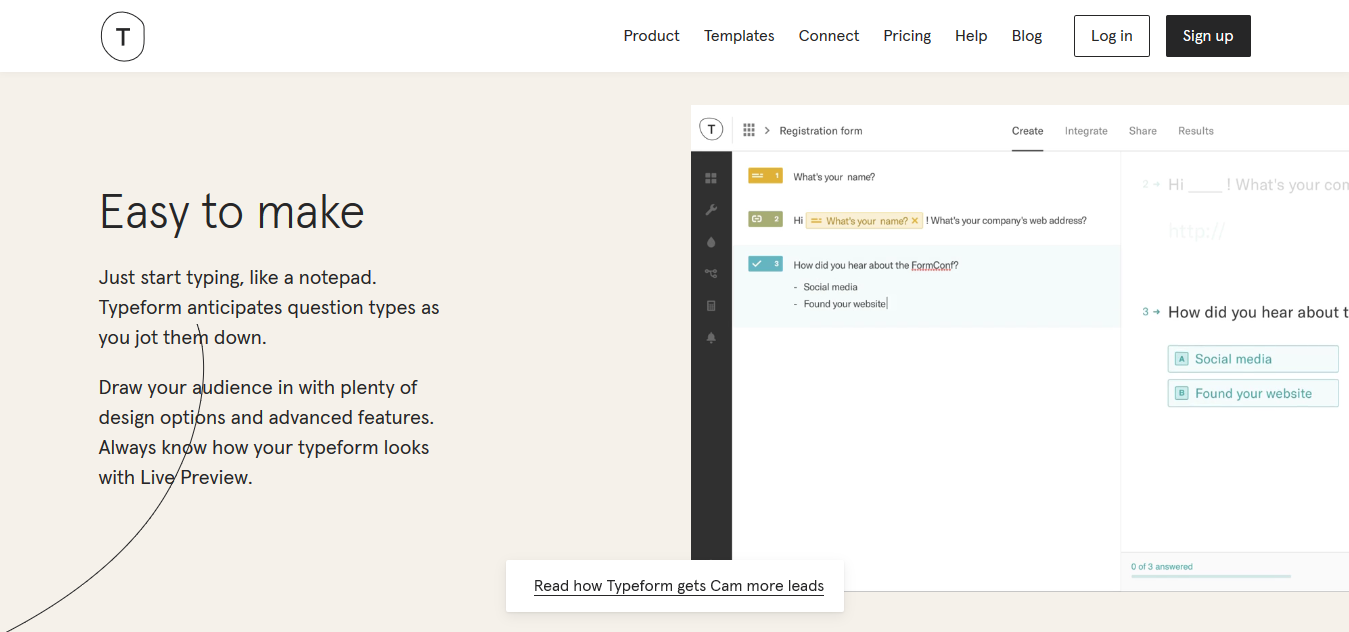 T
Product Templates Connect Pricing Help Blog Log in Sign up
Easy to make
Just start typing, like a notepad.
Typeform anticipates question types as
you jot them down.
Draw your audience in with plenty of
design options and advanced features.
Always know how your typeform looks
with Live Preview.
T Registration form Create Integrate Share Results
1 What's your name?
2 Hi What's your name? ! What's your company's web address?
3 How did you hear about the FormConf?
- Social media
- Found your website
2 Hi ____ ! What's your com
http://
3 How did you hear about t
A Social media
B Found your website
0 of 3 answered
Read how Typeform gets Cam more leads